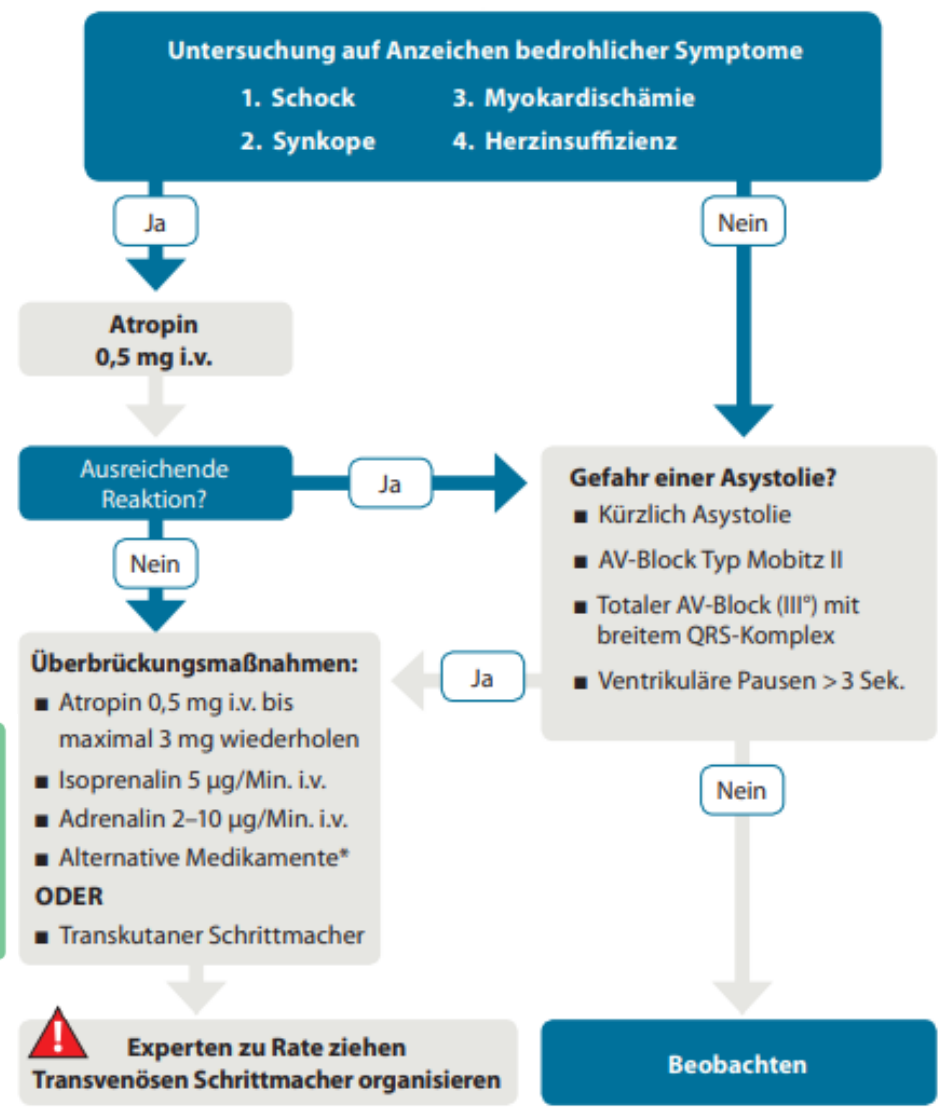 Untersuchung auf Anzeichen bedrohlicher Symptome
1. Schock
2. Synkope
3. Myokardischämie
4. Herzinsuffizienz
Ja
Nein
Atropin
0,5 mg i.v.
Ausreichende
Reaktion?
Ja
Nein
Gefahr einer Asystolie?
■ Kürzlich Asystolie
■ AV-Block Typ Mobitz II
■ Totaler AV-Block (III°) mit
breitem QRS-Komplex
■ Ventrikuläre Pausen > 3 Sek.
Ja
Nein
Überbrückungsmaßnahmen:
■ Atropin 0,5 mg i.v. bis
maximal 3 mg wiederholen
■ Isoprenalin 5 µg/Min. i.v.
■ Adrenalin 2–10 µg/Min. i.v.
■ Alternative Medikamente*
ODER
■ Transkutaner Schrittmacher
!
Experten zu Rate ziehen
Transvenösen Schrittmacher organisieren
Beobachten